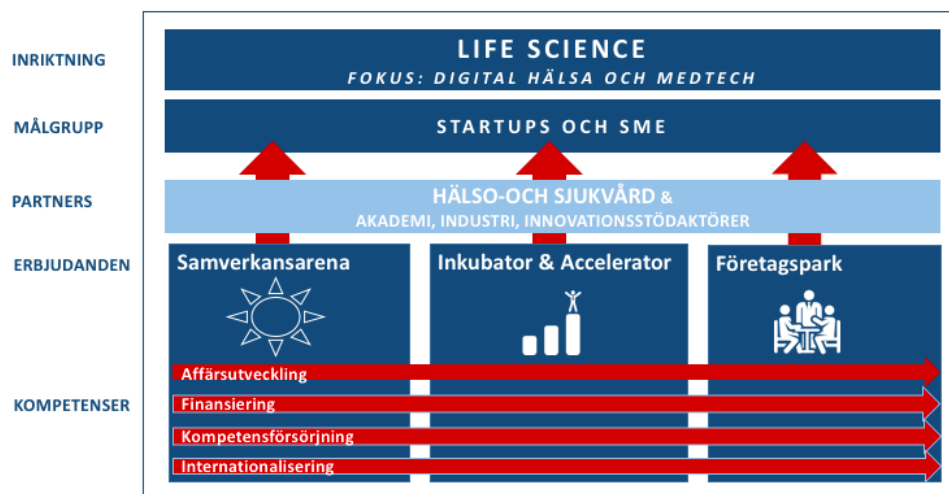 INRIKTNING
LIFE SCIENCE
FOKUS: DIGITAL HÄLSA OCH MEDTECH
MÅLGRUPP
STARTUPS OCH SME
PARTNERS
HÄLSO-OCH SJUKVÅRD &
AKADEMI, INDUSTRI, INNOVATIONSSTÖDAKTÖRER
ERBJUDANDEN
Samverkansarena
Inkubator & Accelerator
Företagspark
KOMPETENSER
Affärsutveckling
Finansiering
Kompetensförsörjning
Internationalisering